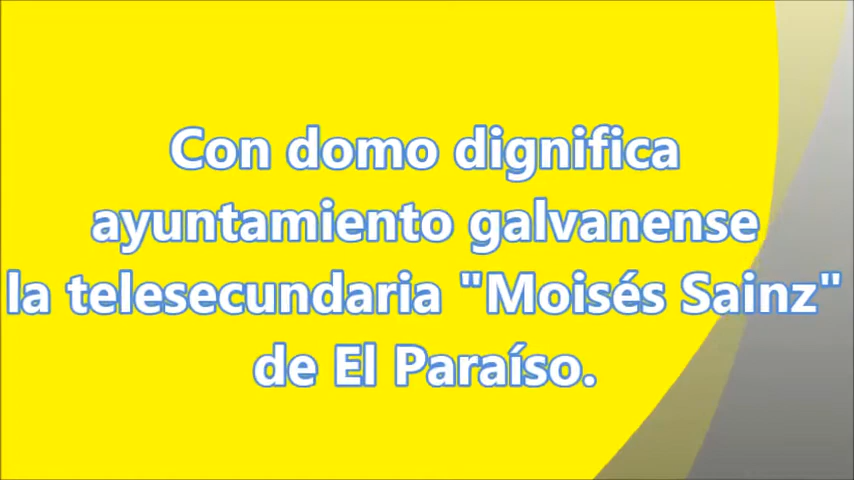 Con domo dignifica
ayuntamiento galvanense
la telesecundaria "Moisés Sainz"
de El Paraíso.